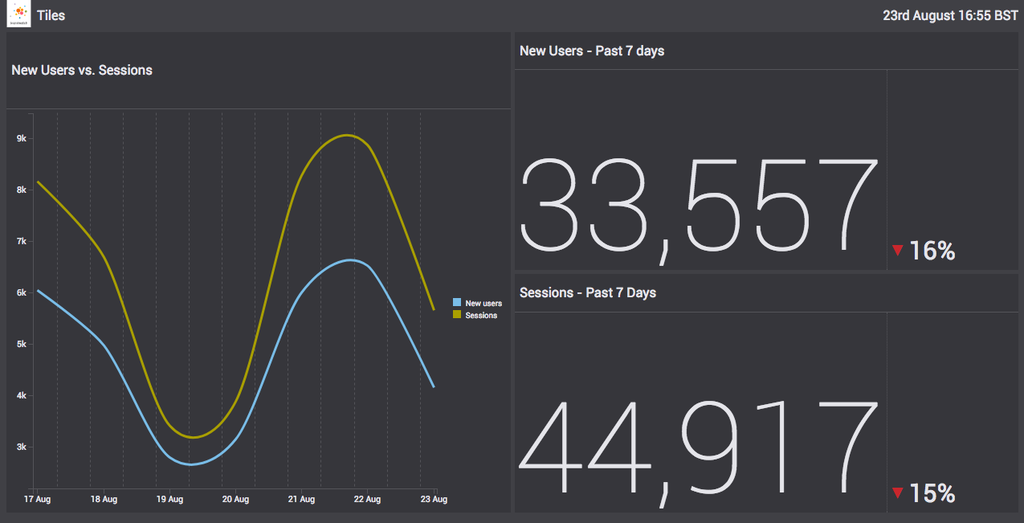 Tiles
23rd August 16:55 BST
New Users vs. Sessions
9k
8k
7k
6k
5k
4k
3k
17 Aug
18 Aug
19 Aug
20 Aug
21 Aug
22 Aug
23 Aug
New users
Sessions
New Users - Past 7 days
33,557
16%
Sessions - Past 7 Days
44,917
15%